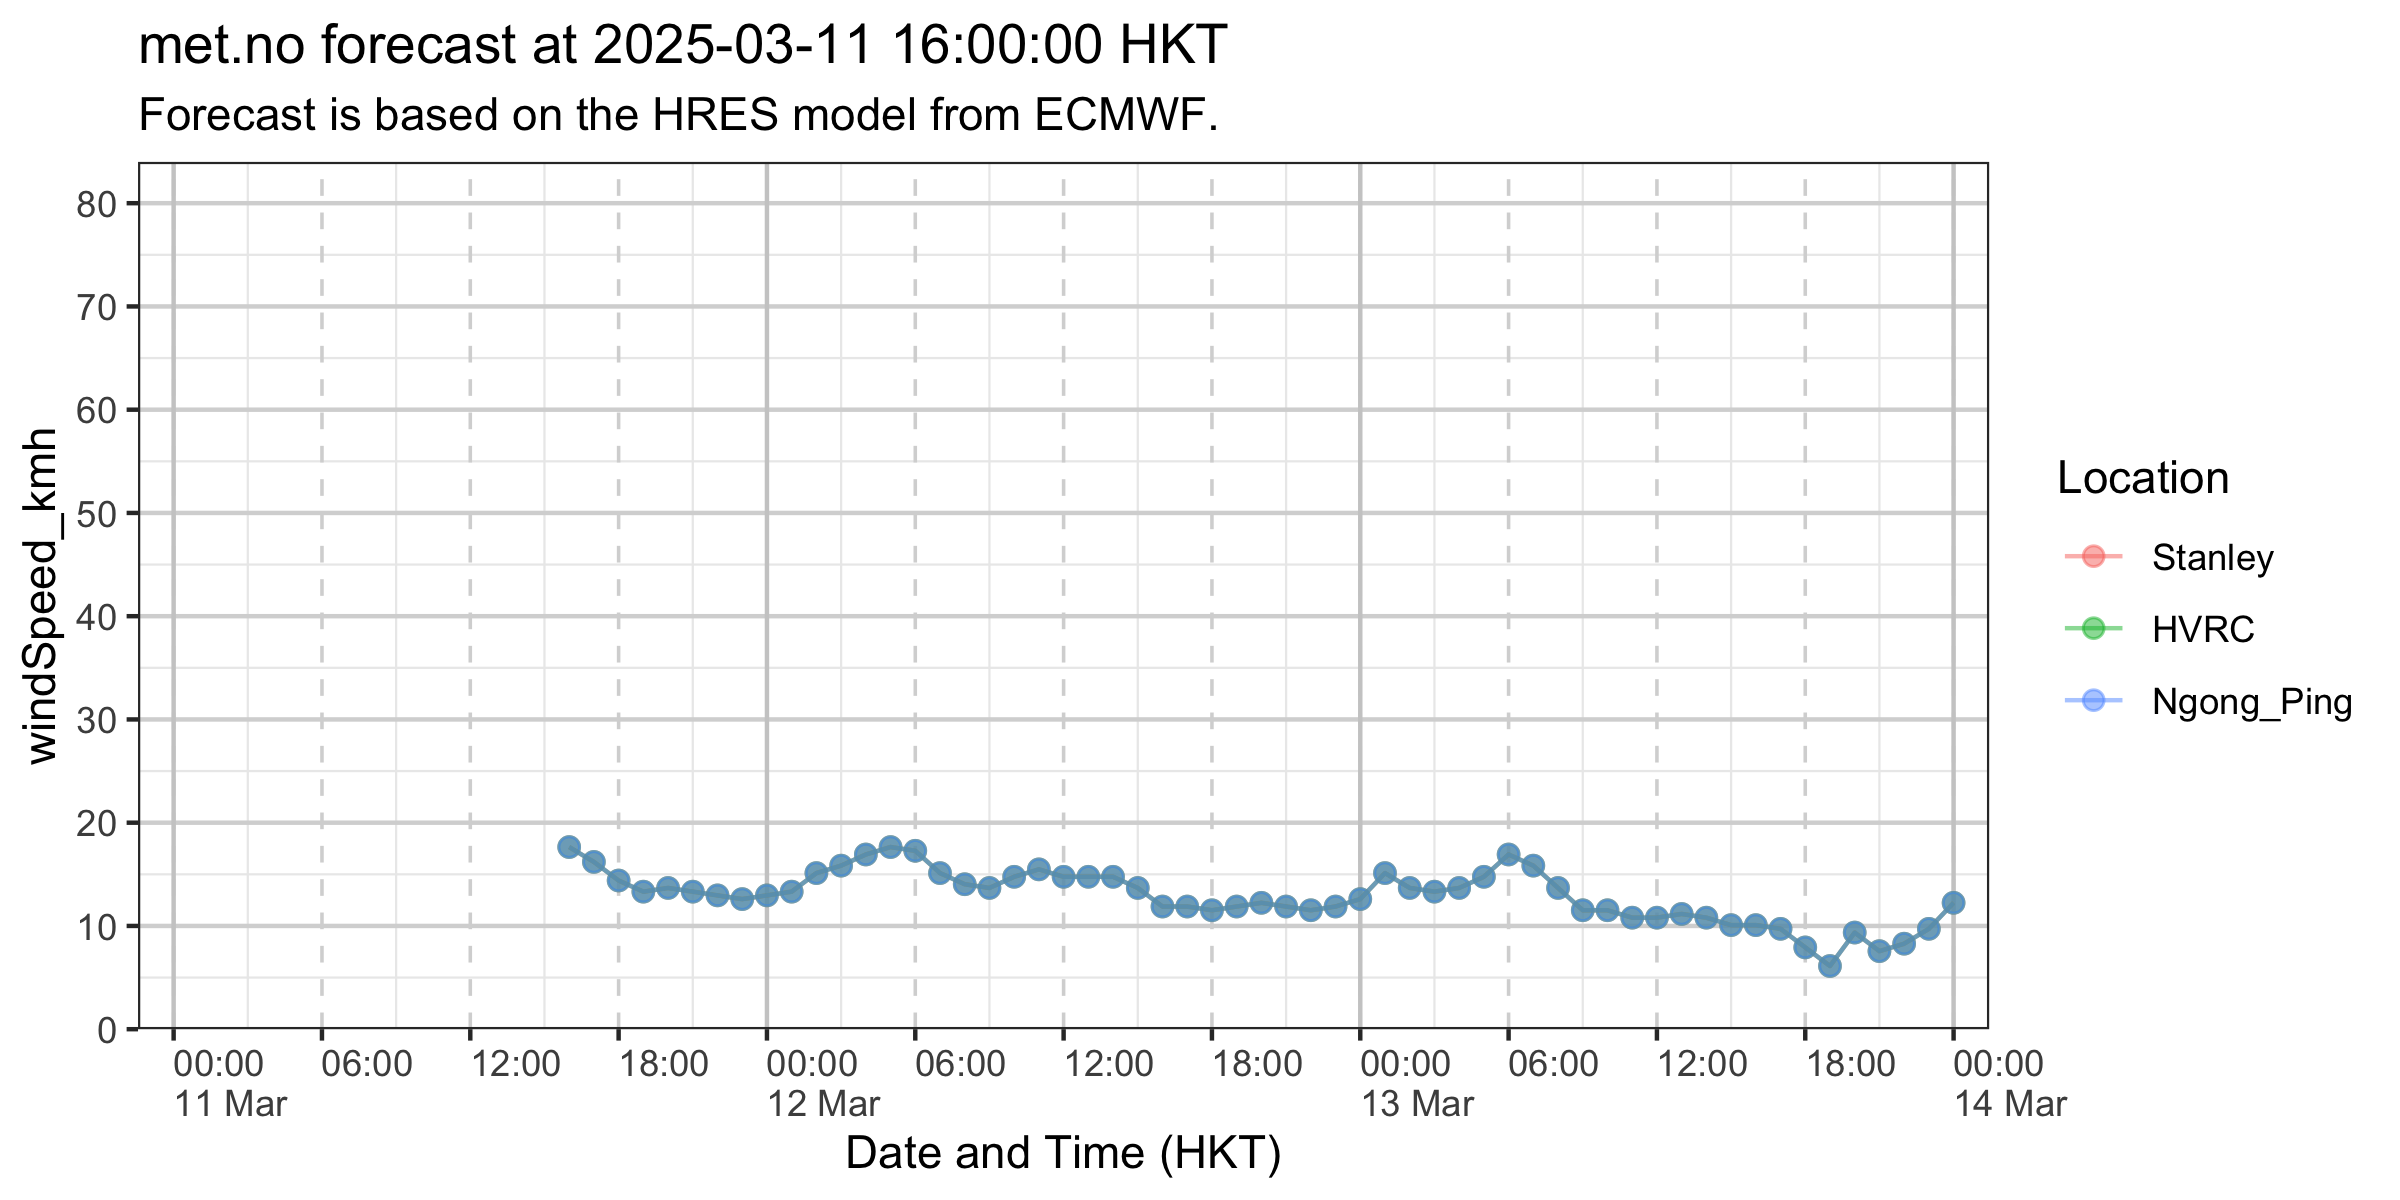 met.no forecast at 2025-03-11 16:00:00 HKT
Forecast is based on the HRES model from ECMWF.
windSpeed_kmh
80
70
60
50
40
30
20
10
0
00:00 06:00 12:00 18:00 00:00 06:00 12:00 18:00 00:00 06:00 12:00 18:00 00:00
11 Mar 12 Mar 13 Mar 14 Mar
Date and Time (HKT)
Location
Stanley
HVRC
Ngong_Ping